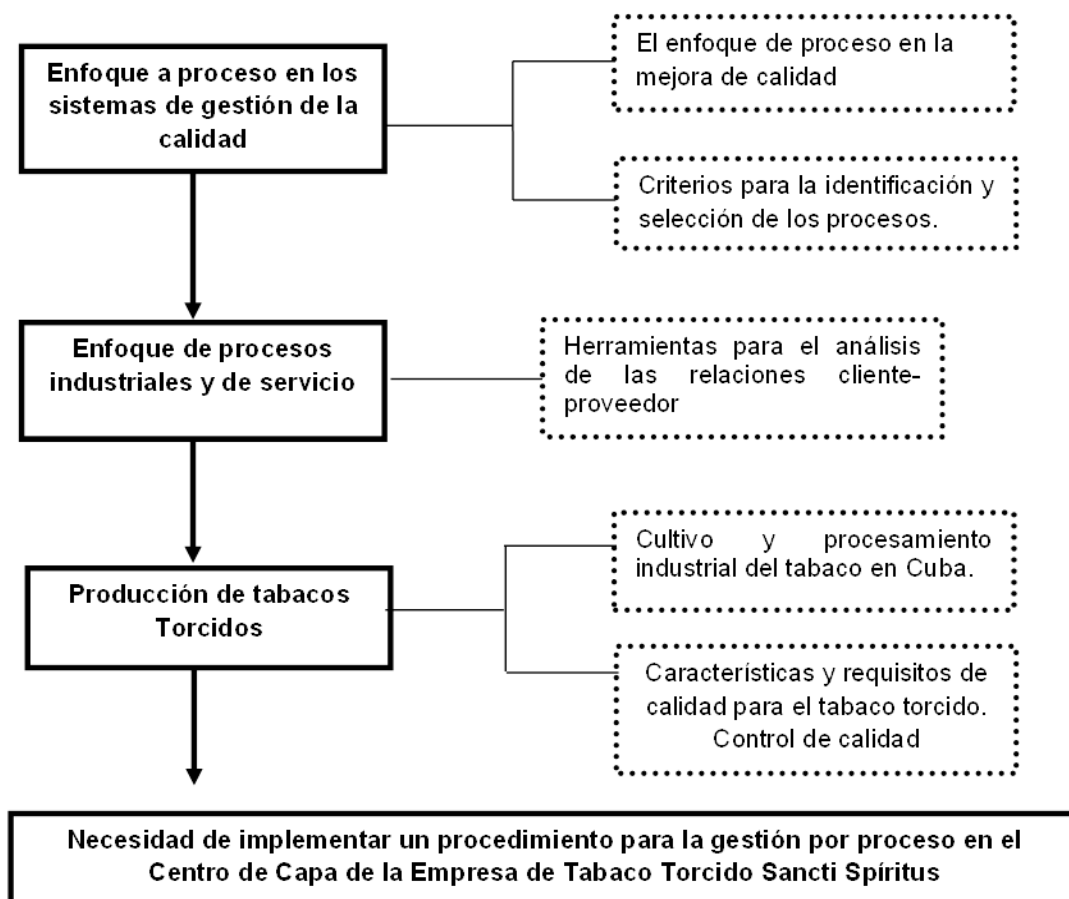 Enfoque a proceso en los
sistemas de gestión de la
calidad
El enfoque de proceso en la
mejora de calidad
Criterios para la identificación y
selección de los procesos.
Enfoque de procesos
industriales y de servicio
Herramientas para el análisis
de las relaciones cliente-
proveedor
Producción de tabacos
Torcidos
Cultivo y procesamiento
industrial del tabaco en Cuba.
Características y requisitos de
calidad para el tabaco torcido.
Control de calidad
Necesidad de implementar un procedimiento para la gestión por proceso en el
Centro de Capa de la Empresa de Tabaco Torcido Sancti Spíritus